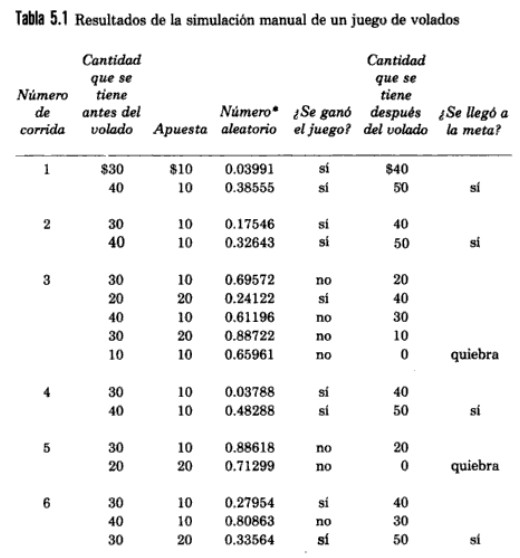 Tabla 5.1 Resultados de la simulación manual de un juego de volados
Cantidad Cantidad
que se que se
Número tiene tiene
de antes del Número* ¿Se ganó después ¿Se llegó a
corrida volado Apuesta aleatorio el juego? del volado la meta?
1 $30 $10 0.03991 sí $40
40 10 0.38555 sí 50 sí
2 30 10 0.17546 sí 40
40 10 0.32643 sí 50 sí
3 30 10 0.69572 no 20
20 20 0.24122 sí 40
40 10 0.61196 no 30
30 20 0.88722 no 10
10 10 0.65961 no 0 quiebra
4 30 10 0.03788 sí 40
40 10 0.48288 sí 50 sí
5 30 10 0.88618 no 20
20 20 0.71299 no 0 quiebra
6 30 10 0.27954 sí 40
40 10 0.80863 no 30
30 20 0.33564 sí 50 sí